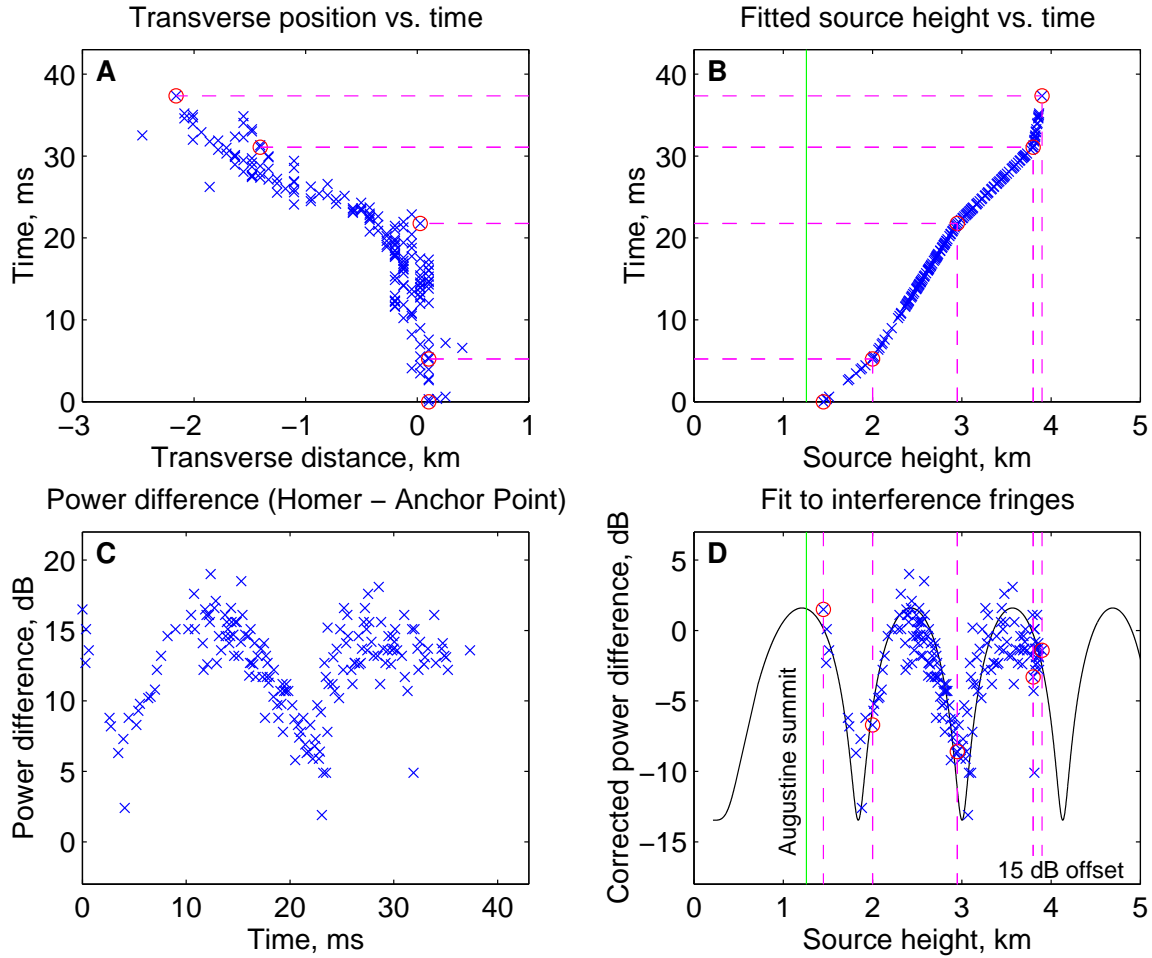 Transverse position vs. time
Fitted source height vs. time
A
B
40
30
20
10
0
Time, ms
−3
−2
−1
0
1
Transverse distance, km
40
30
20
10
0
Time, ms
0
1
2
3
4
5
Source height, km
Power difference (Homer − Anchor Point)
Fit to interference fringes
C
D
20
15
10
5
0
Power difference, dB
0
10
20
30
40
Time, ms
5
0
−5
−10
−15
Corrected power difference, dB
Augustine summit
15 dB offset
0
1
2
3
4
5
Source height, km